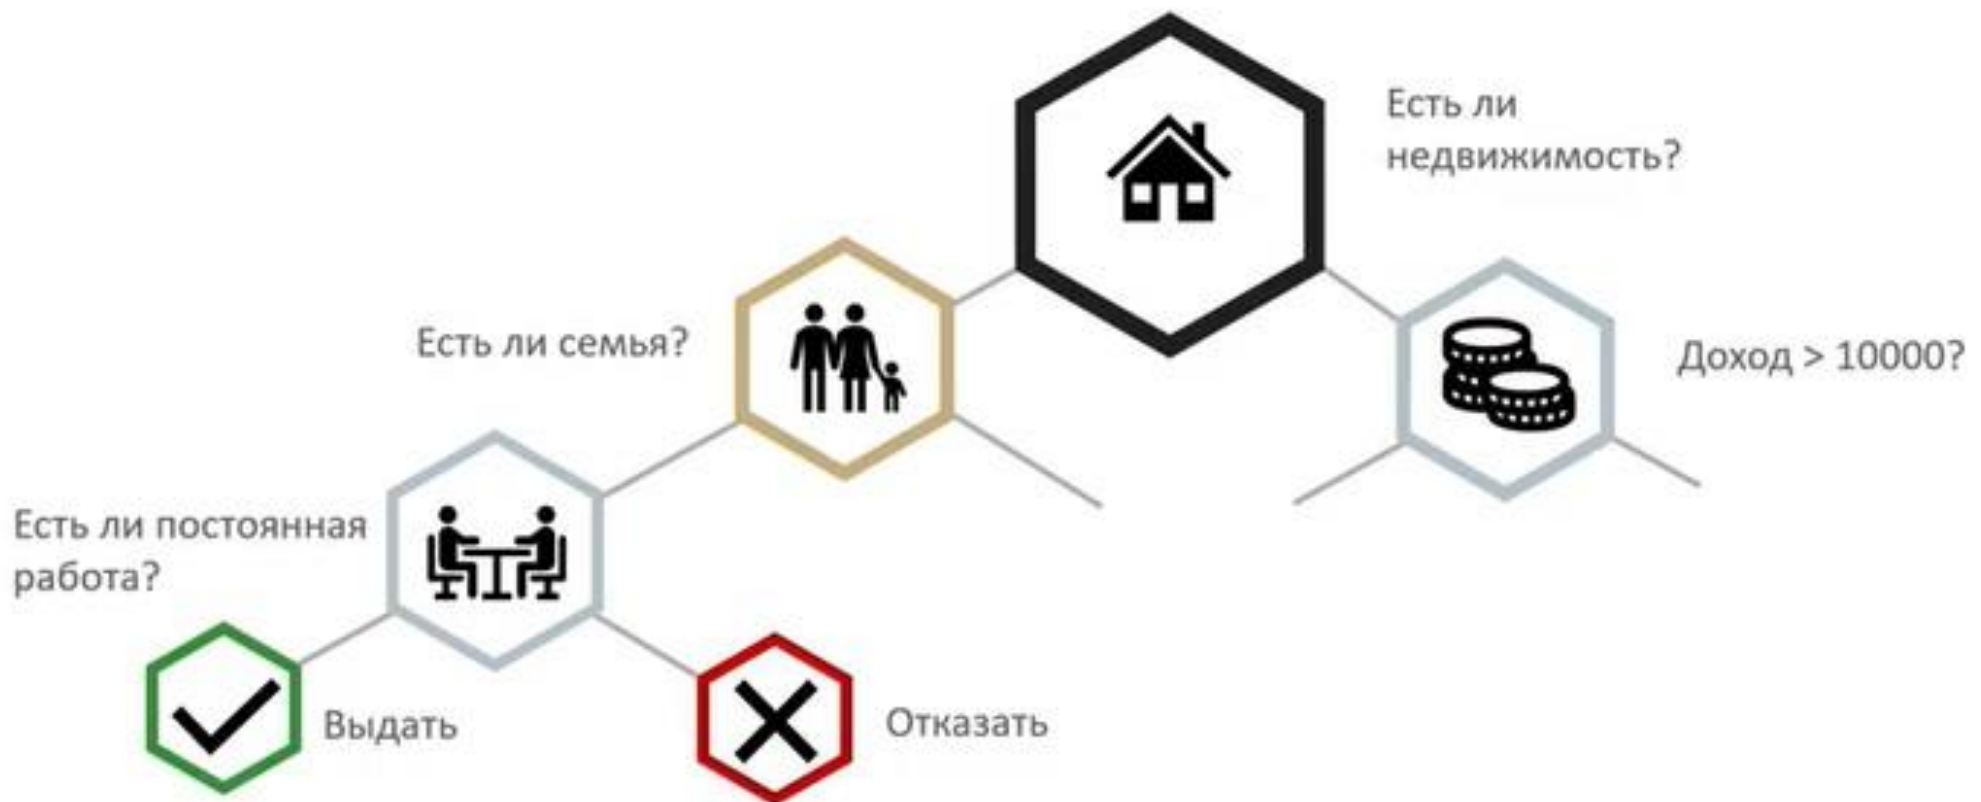 Есть ли
недвижимость?
Есть ли семья?
Доход > 10000?
Есть ли постоянная
работа?
Выдать
Отказать